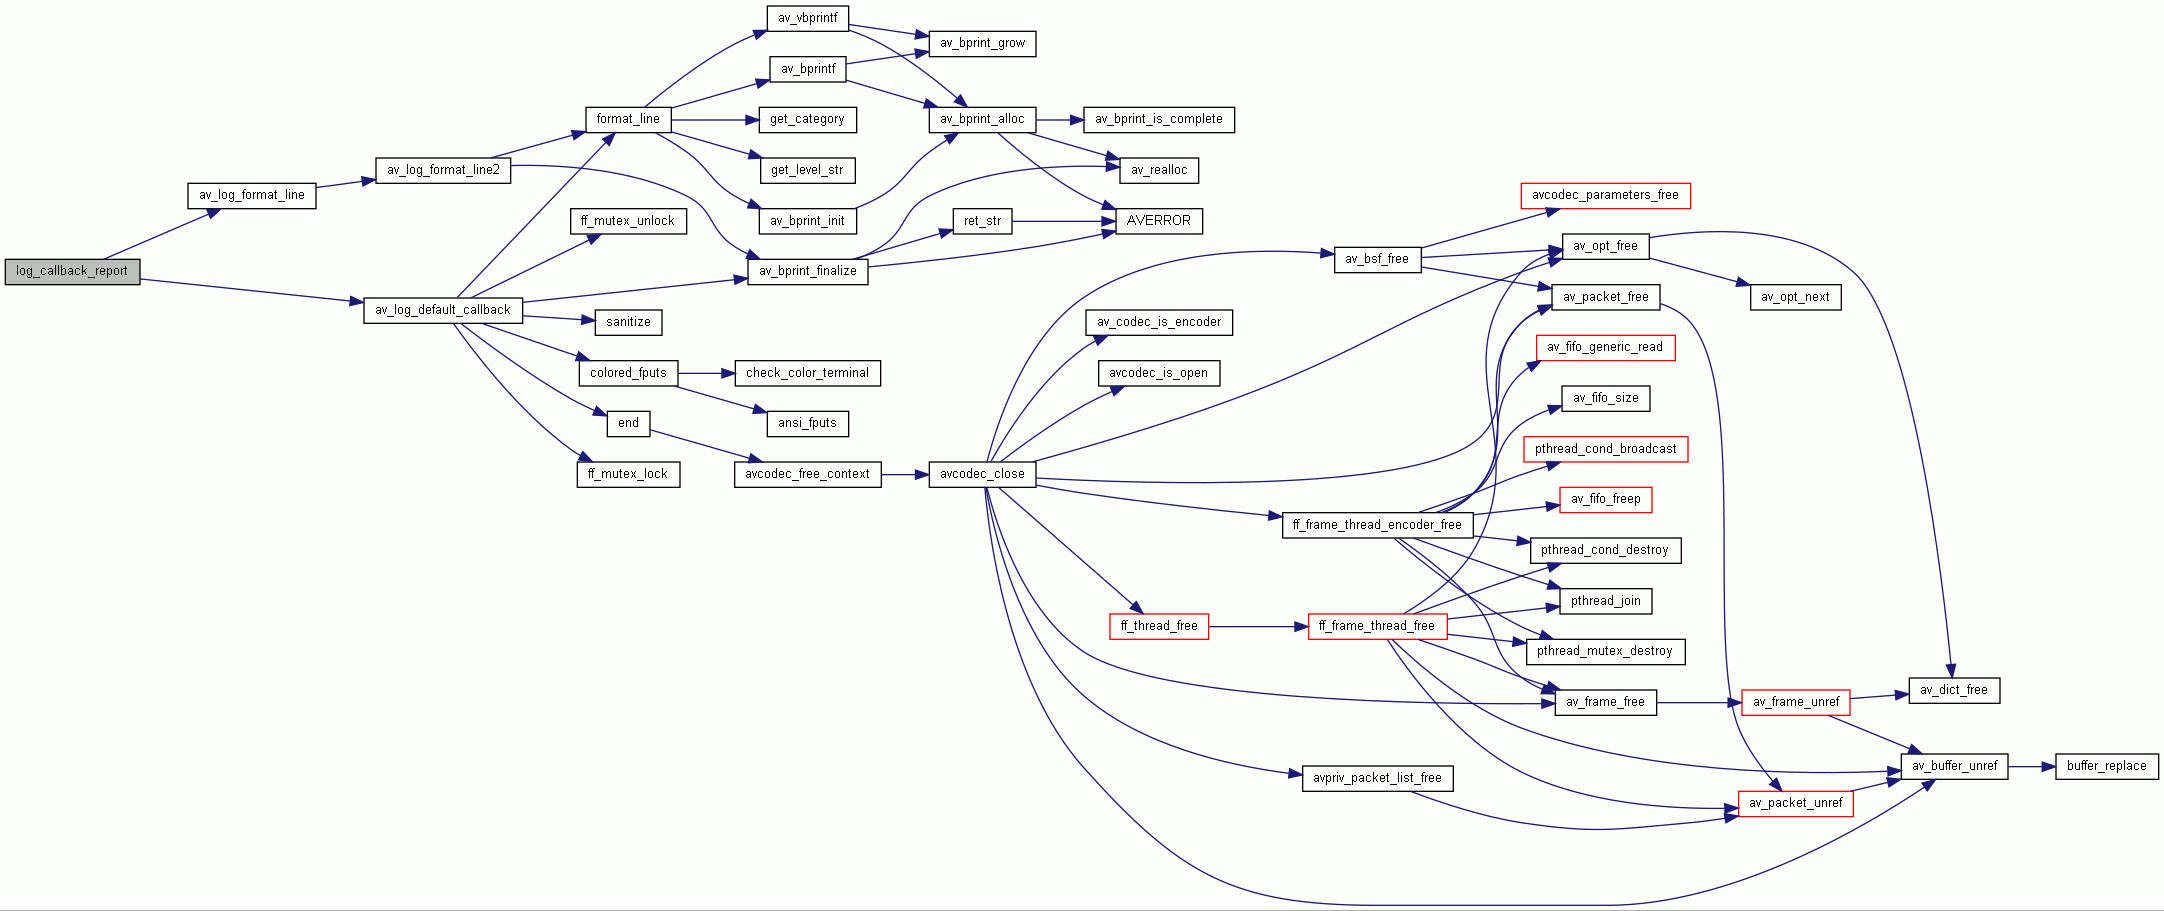 av_vbprintf
av_bprint_grow
av_bprintf
format_line
get_category
av_bprint_alloc
av_bprint_is_complete
av_log_format_line2
get_level_str
av_realloc
av_log_format_line
avcodec_parameters_free
ff_mutex_unlock
av_bprint_init
ret_str
AVERROR
av_opt_free
log_callback_report
av_bprint_finalize
av_bsf_free
av_log_default_callback
av_packet_free
av_opt_next
sanitize
av_codec_is_encoder
av_fifo_generic_read
colored_fputs
check_color_terminal
avcodec_is_open
av_fifo_size
end
ansi_fputs
pthread_cond_broadcast
ff_mutex_lock
avcodec_free_context
avcodec_close
av_fifo_freep
ff_frame_thread_encoder_free
pthread_cond_destroy
pthread_join
ff_thread_free
ff_frame_thread_free
pthread_mutex_destroy
av_dict_free
av_frame_free
av_frame_unref
avpriv_packet_list_free
av_buffer_unref
buffer_replace
av_packet_unref